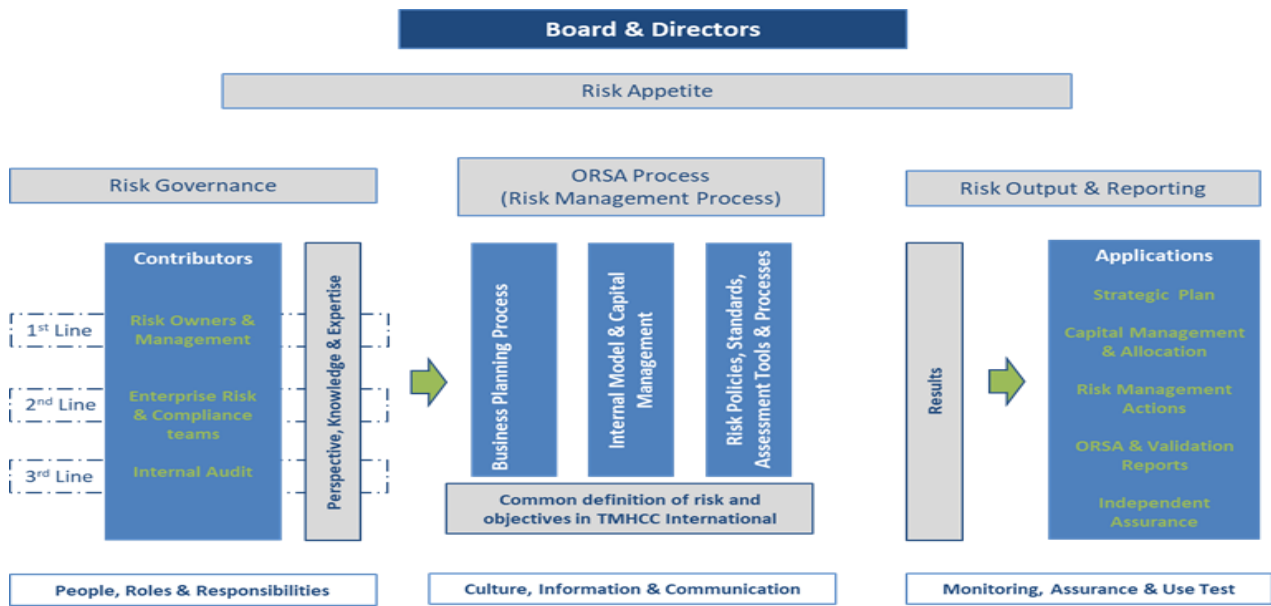 Board & Directors
Risk Appetite
Risk Governance
Contributors
1st Line
Risk Owners &
Management
2nd Line
Enterprise Risk
& Compliance
teams
3rd Line
Internal Audit
Perspective, Knowledge & Expertise
People, Roles & Responsibilities
ORSA Process
(Risk Management Process)
Business Planning Process
Internal Model & Capital
Management
Risk Policies, Standards,
Assessment Tools & Processes
Common definition of risk and
objectives in TMHCC International
Culture, Information & Communication
Risk Output & Reporting
Results
Applications
Strategic Plan
Capital Management
& Allocation
Risk Management
Actions
ORSA & Validation
Reports
Independent
Assurance
Monitoring, Assurance & Use Test